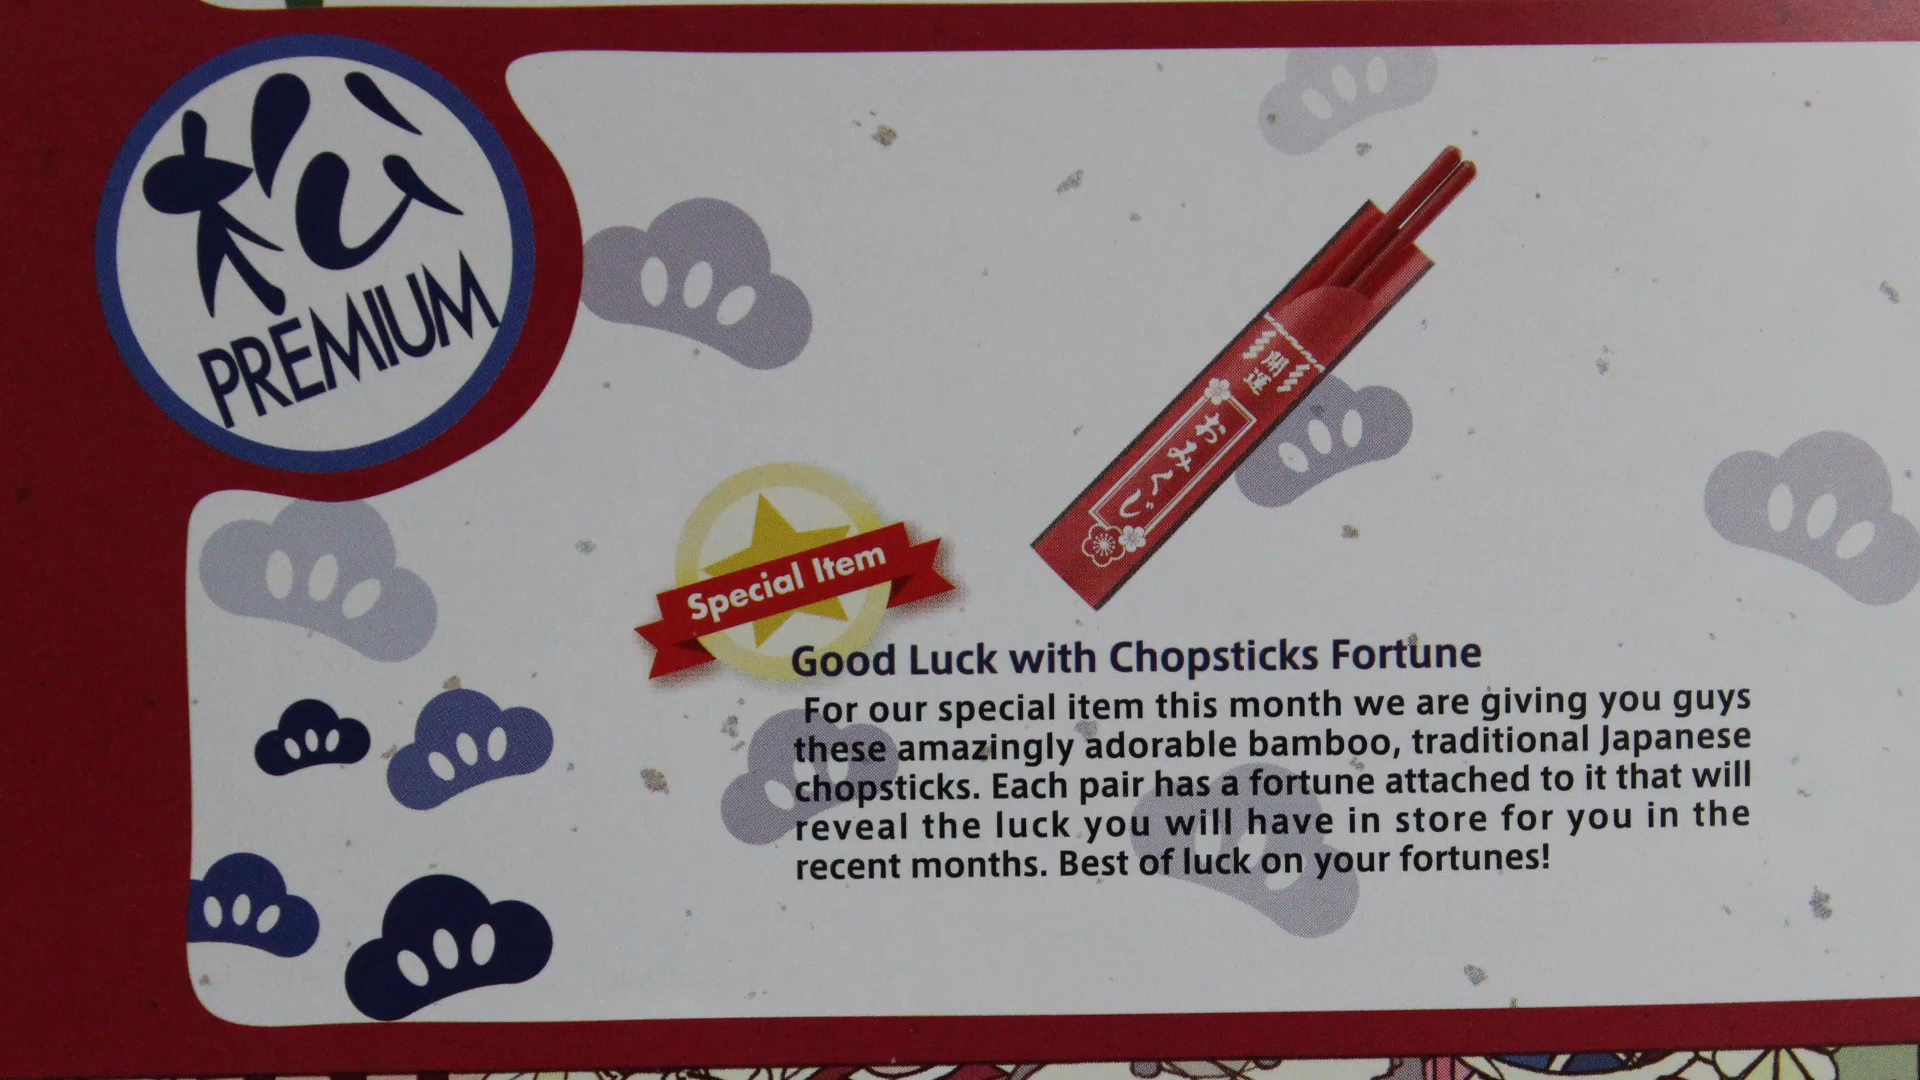 松
PREMIUM
開運
おみくじ
Special Item
Good Luck with Chopsticks Fortune
For our special item this month we are giving you guys
these amazingly adorable bamboo, traditional Japanese
chopsticks. Each pair has a fortune attached to it that will
reveal the luck you will have in store for you in the
recent months. Best of luck on your fortunes!